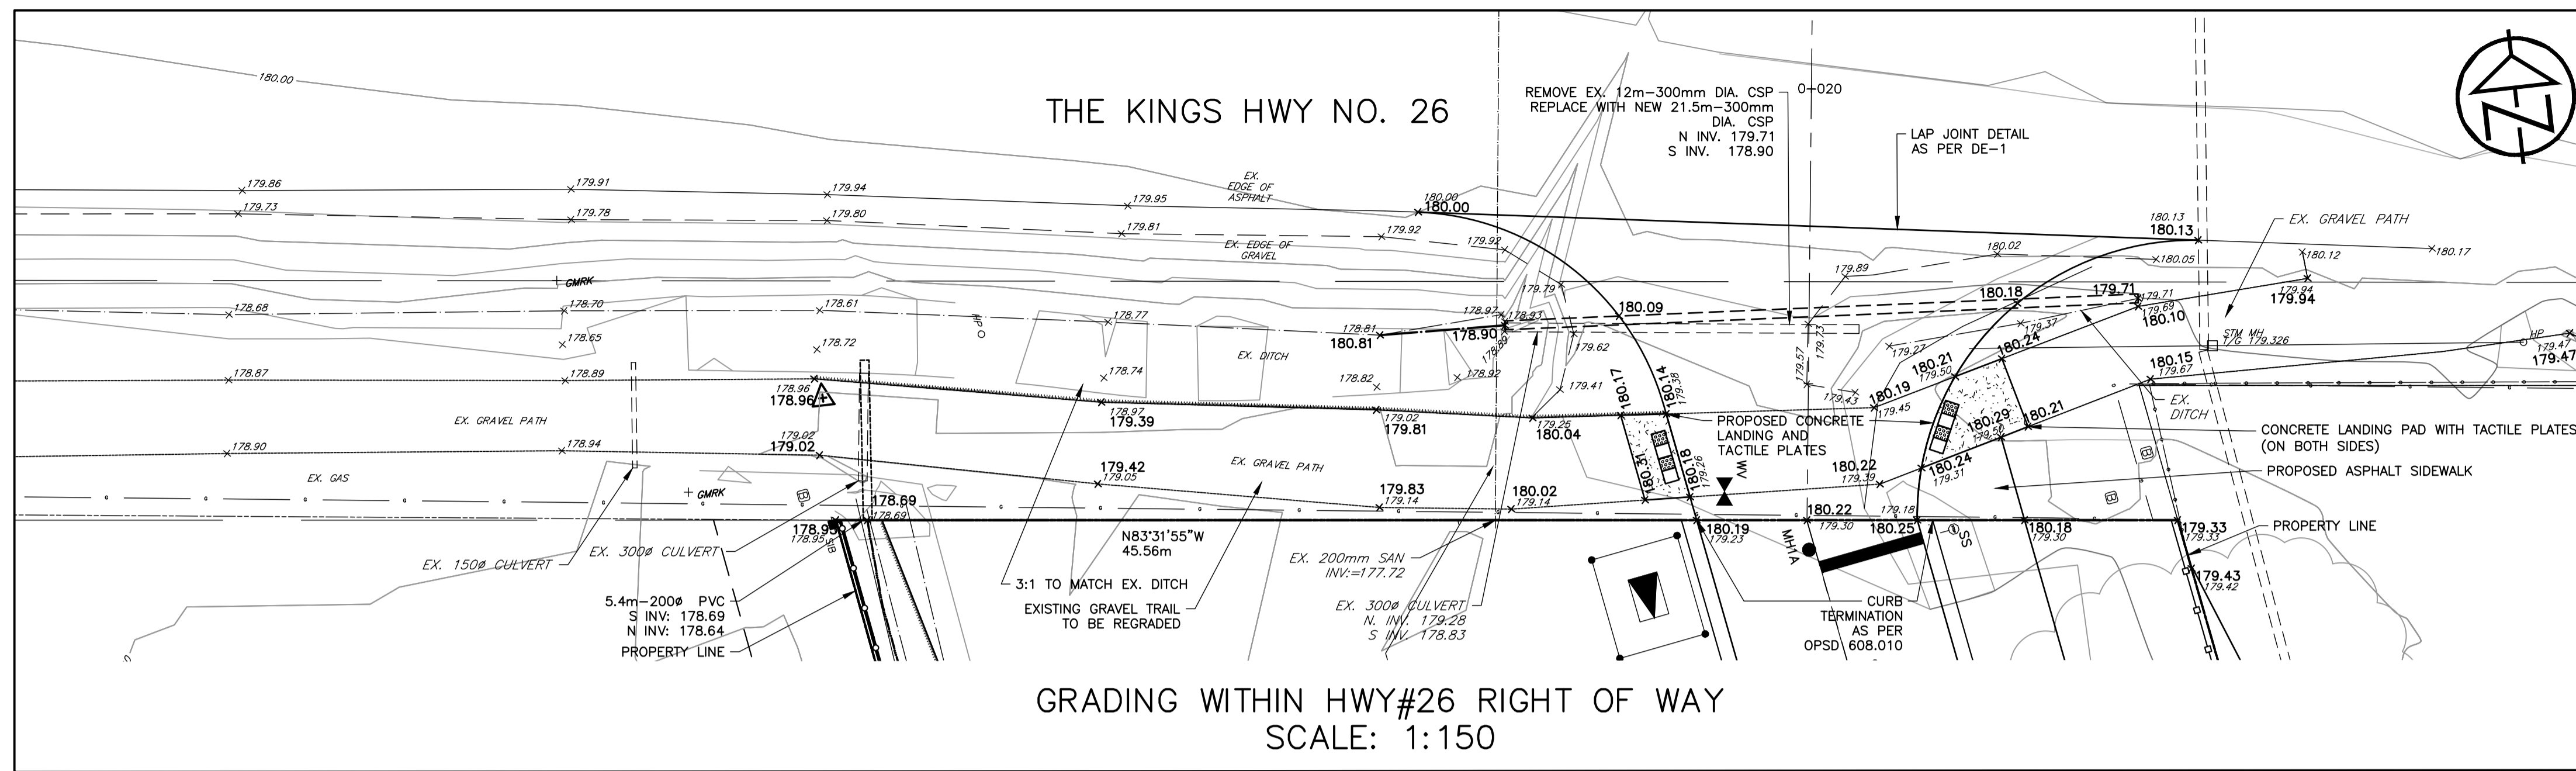 180.00
THE KINGS HWY NO. 26
REMOVE EX. 12m-300mm DIA. CSP
REPLACE WITH NEW 21.5m-300mm
DIA. CSP
N INV. 179.71
S INV. 178.90
0+020
LAP JOINT DETAIL
AS PER DE-1
N
179.86
179.91
179.94
179.95
EX.
EDGE OF
ASPHALT
180.00
180.00
179.73
179.78
179.80
179.81
179.92
179.92
EX. EDGE OF
GRAVEL
180.13
180.13
EX. GRAVEL PATH
180.02
180.05
180.12
180.17
179.89
179.79
GMRK
179.94
179.94
178.68
178.70
178.61
178.77
178.97
178.93
180.09
180.18
179.71
179.71
179.69
180.10
HP
178.65
178.72
178.81
180.81
178.90
178.89
179.62
179.73
179.57
179.37
179.27
STM MH
T/G 179.326
HP
179.47
179.47
EX. DITCH
178.87
178.89
178.96
178.96
178.74
178.82
178.92
179.41
180.17
180.14
179.38
179.43
180.19
179.45
180.21
179.50
180.24
180.15
179.67
EX.
DITCH
EX. GRAVEL PATH
178.97
179.39
179.02
179.81
179.25
180.04
PROPOSED CONCRETE
LANDING AND
TACTILE PLATES
180.29
179.50
180.21
CONCRETE LANDING PAD WITH TACTILE PLATES
(ON BOTH SIDES)
PROPOSED ASPHALT SIDEWALK
178.90
178.94
179.02
179.02
179.42
179.05
EX. GRAVEL PATH
179.83
179.14
180.02
179.14
180.31
180.18
179.26
WV
180.22
179.39
180.24
179.31
B
B
EX. GAS
GMRK
B
178.69
178.69
178.95
178.95
SIB
N83°31'55"W
45.56m
180.19
179.23
180.22
179.30
179.18
180.25
180.18
179.30
179.33
179.33
PROPERTY LINE
MH1A
SS
179.43
179.42
EX. 150ø CULVERT
EX. 300ø CULVERT
3:1 TO MATCH EX. DITCH
EXISTING GRAVEL TRAIL
TO BE REGRADED
EX. 200mm SAN
INV:=177.72
EX. 300ø CULVERT
N. INV. 179.28
S INV. 178.83
5.4m-200ø PVC
S INV: 178.69
N INV: 178.64
PROPERTY LINE
CURB
TERMINATION
AS PER
OPSD 608.010
GRADING WITHIN HWY#26 RIGHT OF WAY
SCALE: 1:150